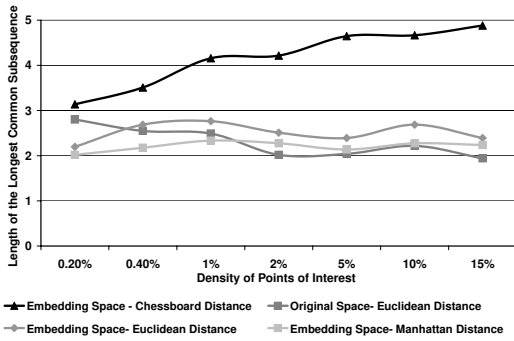 Length of the Longest Common Subsequence
5
4
3
2
1
0
0.20% 0.40% 1% 2% 5% 10% 15%
Density of Points of Interest
Embedding Space - Chessboard Distance Original Space- Euclidean Distance
Embedding Space- Euclidean Distance Embedding Space- Manhattan Distance